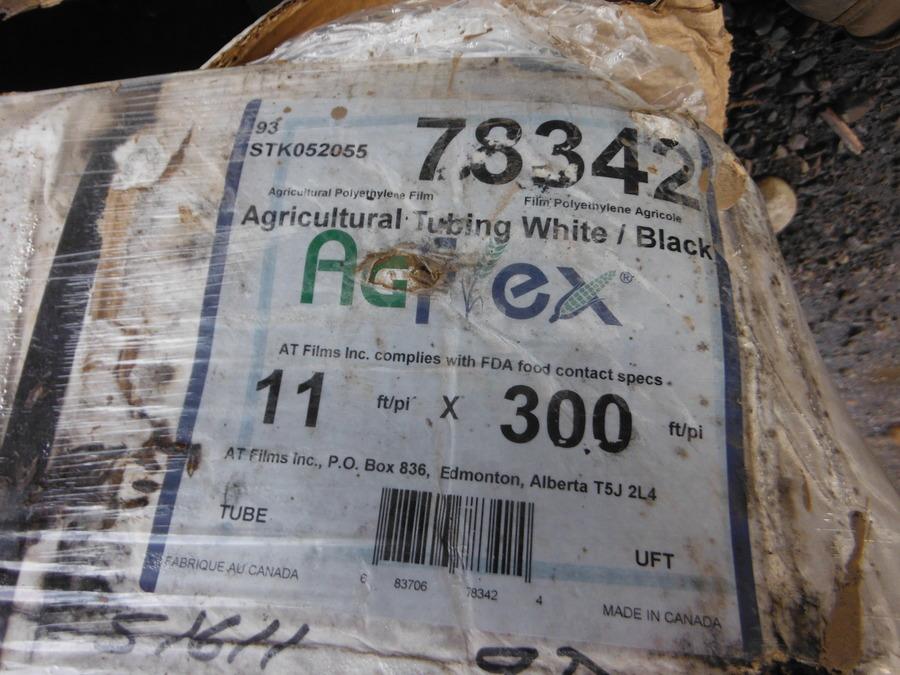 93
STK052055
78342
Agricultural Polyethylene Film
Film Polyethylene Agricole
Agricultural Tubing White / Black
AT Films Inc. complies with FDA food contact specs.
11 ft/pi X 300 ft/pi
AT Films Inc., P.O. Box 836, Edmonton, Alberta T5J 2L4
TUBE
UFT
FABRIQUE AU CANADA
6 83706 78342 4
MADE IN CANADA